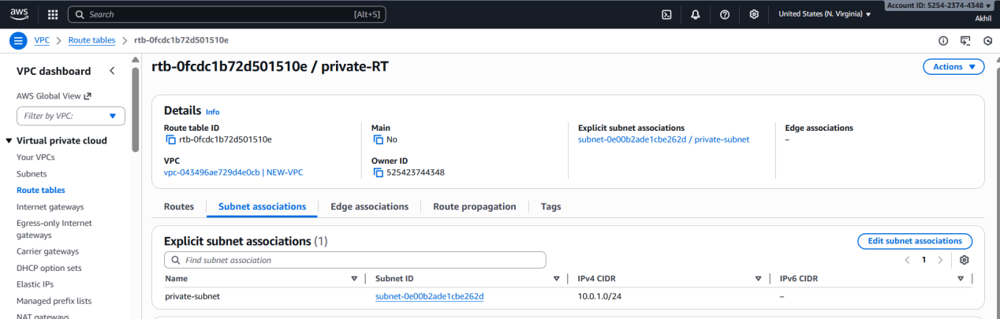 aws
Search [Alt+S]
United States (N. Virginia)
Account ID: 5254-2374-4348
Akhil
VPC > Route tables > rtb-0fcdc1b72d501510e
VPC dashboard
AWS Global View
Filter by VPC:
Virtual private cloud
Your VPCs
Subnets
Route tables
Internet gateways
Egress-only Internet
gateways
Carrier gateways
DHCP option sets
Elastic IPs
Managed prefix lists
NAT gateways
rtb-0fcdc1b72d501510e / private-RT
Actions
Details Info
Route table ID
rtb-0fcdc1b72d501510e
Main
No
Explicit subnet associations
subnet-0e00b2ade1cbe262d / private-subnet
Edge associations
–
VPC
vpc-043496ae729d4e0cb | NEW-VPC
Owner ID
525423744348
Routes Subnet associations Edge associations Route propagation Tags
Explicit subnet associations (1)
Edit subnet associations
Find subnet association
1
Name Subnet ID IPv4 CIDR IPv6 CIDR
private-subnet subnet-0e00b2ade1cbe262d 10.0.1.0/24 –